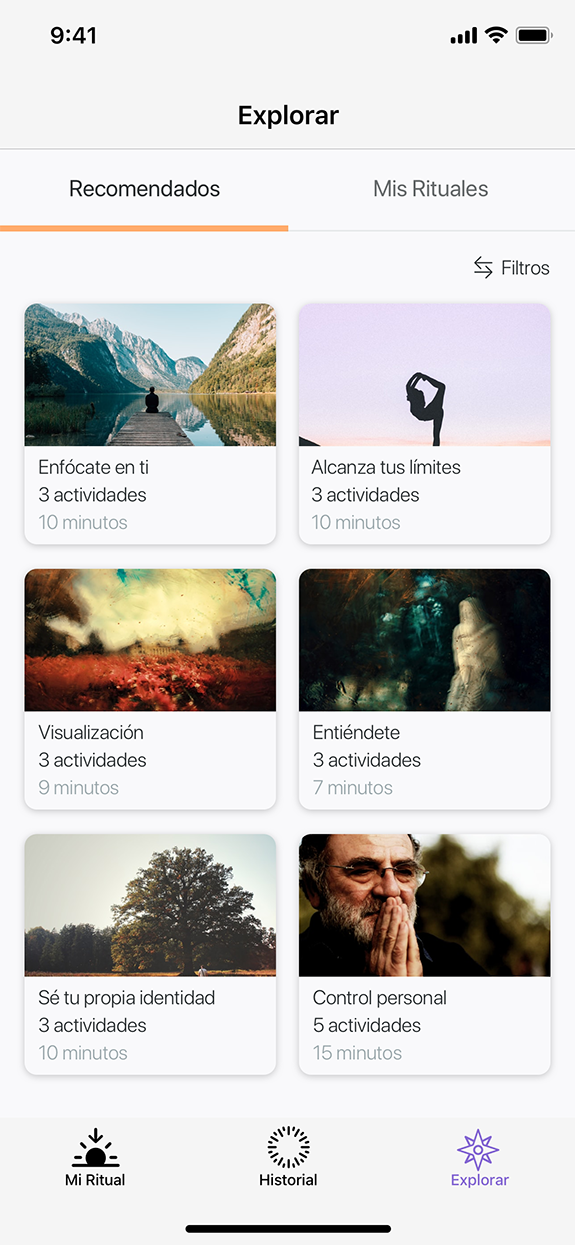 9:41
Explorar
Recomendados
Mis Rituales
Filtros
Enfócate en ti
3 actividades
10 minutos
Alcanza tus límites
3 actividades
10 minutos
Visualización
3 actividades
9 minutos
Entiéndete
3 actividades
7 minutos
Sé tu propia identidad
3 actividades
10 minutos
Control personal
5 actividades
15 minutos
Mi Ritual
Historial
Explorar